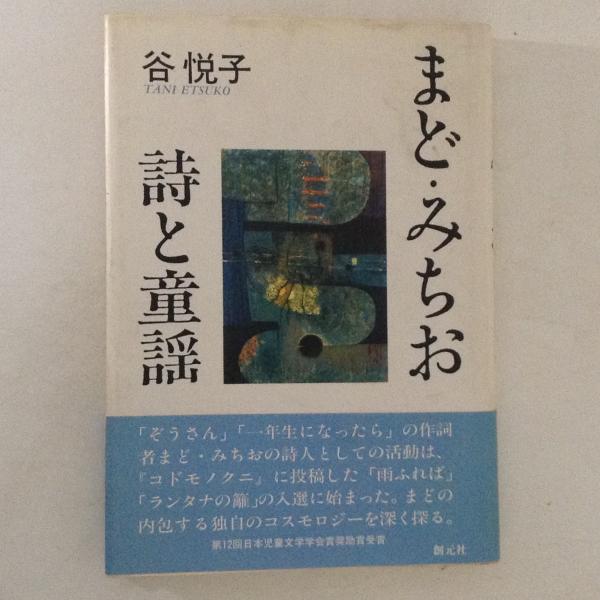 まど・みちお
詩と童謡
谷 悦子
TANI ETSUKO
「ぞうさん」「一年生になったら」の作詞
者まど・みちおの詩人としての活動は、
『コドモノクニ』に投稿した「雨ふれば」
「ランタナの籬」の入選に始まった。まどの
内包する独自のコスモロジーを深く探る。
第12回日本児童文学学会賞奨励賞受賞
創元社